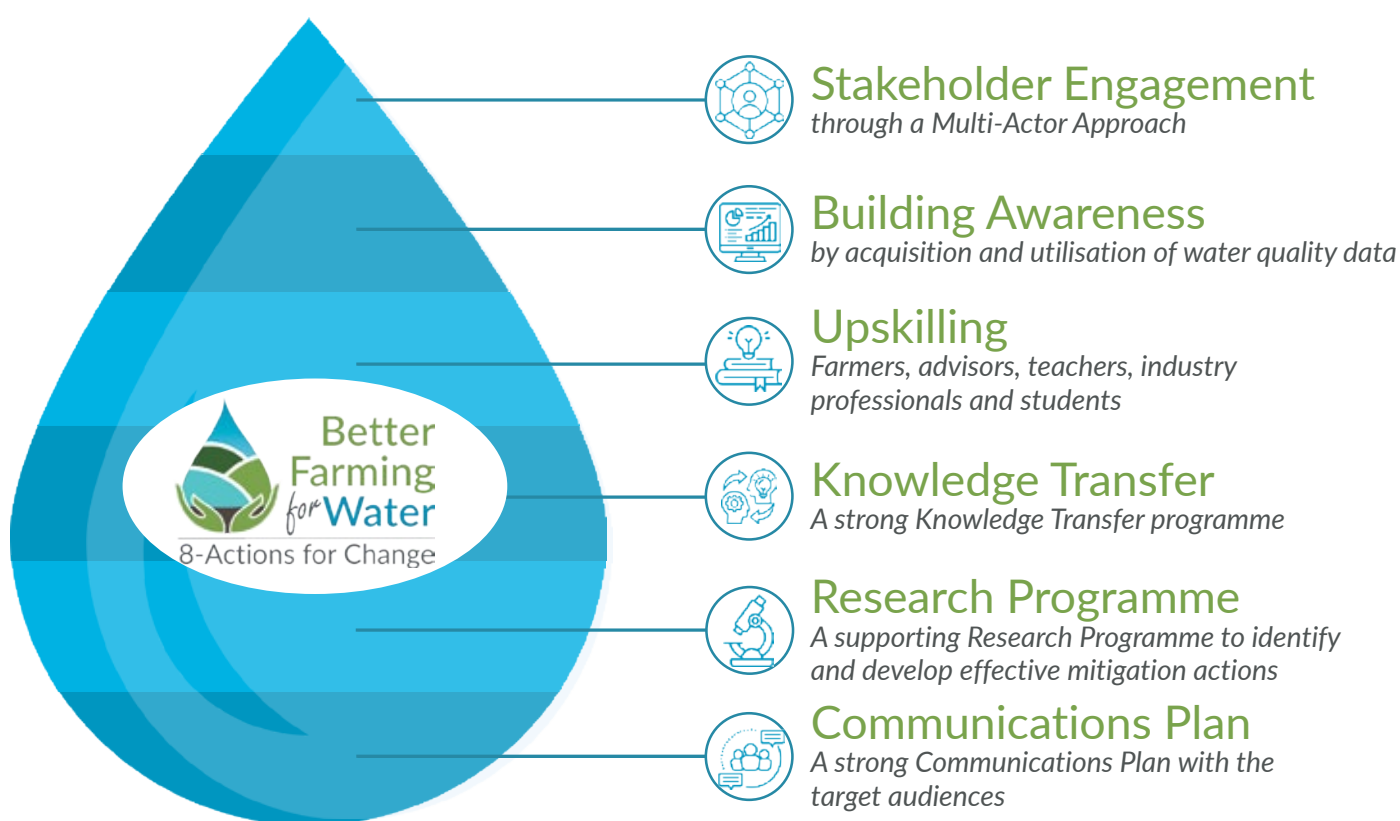 Stakeholder Engagement
through a Multi-Actor Approach
Building Awareness
by acquisition and utilisation of water quality data
Upskilling
Farmers, advisors, teachers, industry
professionals and students
Better
Farming
for Water
8-Actions for Change
Knowledge Transfer
A strong Knowledge Transfer programme
Research Programme
A supporting Research Programme to identify
and develop effective mitigation actions
Communications Plan
A strong Communications Plan with the
target audiences